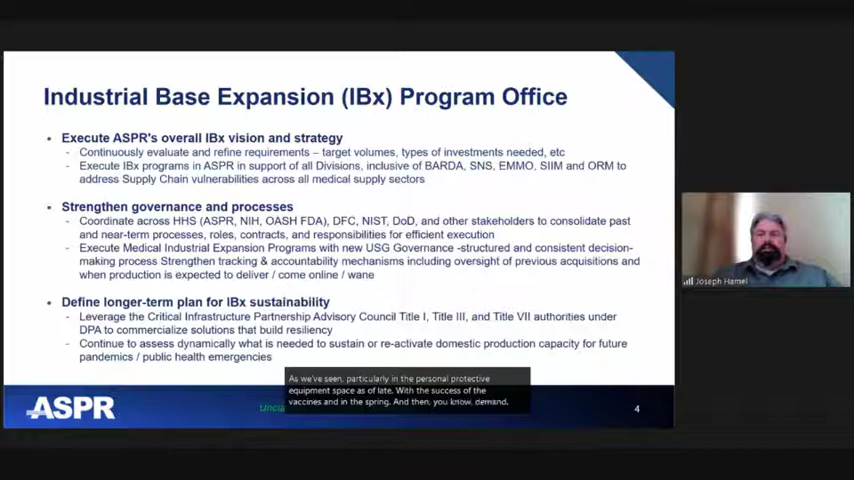 Industrial Base Expansion (IBx) Program Office
• Execute ASPR's overall IBx vision and strategy
- Continuously evaluate and refine requirements – target volumes, types of investments needed, etc
- Execute IBx programs in ASPR in support of all Divisions, inclusive of BARDA, SNS, EMMO, SIIM and ORM to
address Supply Chain vulnerabilities across all medical supply sectors
• Strengthen governance and processes
- Coordinate across HHS (ASPR, NIH, OASH FDA), DFC, NIST, DoD, and other stakeholders to consolidate past
and near-term processes, roles, contracts, and responsibilities for efficient execution
- Execute Medical Industrial Expansion Programs with new USG Governance -structured and consistent decision-
making process Strengthen tracking & accountability mechanisms including oversight of previous acquisitions and
when production is expected to deliver / come online / wane
• Define longer-term plan for IBx sustainability
- Leverage the Critical Infrastructure Partnership Advisory Council Title I, Title III, and Title VII authorities under
DPA to commercialize solutions that build resiliency
- Continue to assess dynamically what is needed to sustain or re-activate domestic production capacity for future
pandemics / public health emergencies
Joseph Hamel
As we've seen, particularly in the personal protective
equipment space as of late. With the success of the
vaccines and in the spring. And then, you know, demand.
ASPR
4